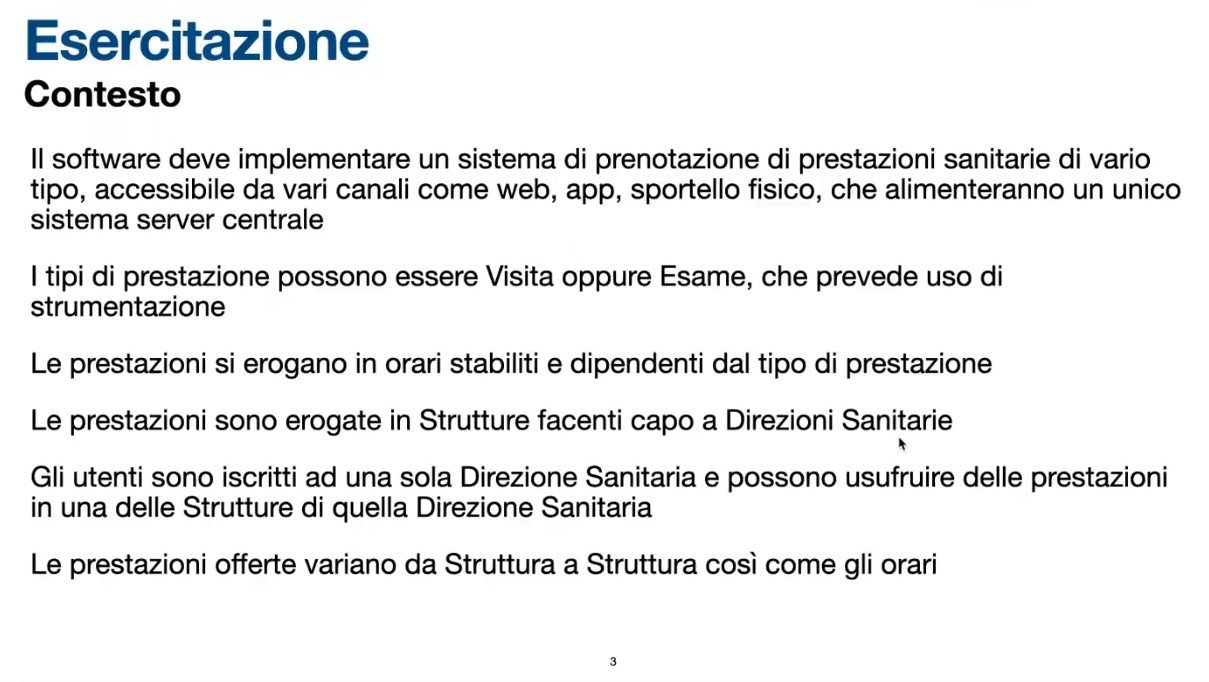 Esercitazione
Contesto
Il software deve implementare un sistema di prenotazione di prestazioni sanitarie di vario
tipo, accessibile da vari canali come web, app, sportello fisico, che alimenteranno un unico
sistema server centrale
I tipi di prestazione possono essere Visita oppure Esame, che prevede uso di
strumentazione
Le prestazioni si erogano in orari stabiliti e dipendenti dal tipo di prestazione
Le prestazioni sono erogate in Strutture facenti capo a Direzioni Sanitarie
Gli utenti sono iscritti ad una sola Direzione Sanitaria e possono usufruire delle prestazioni
in una delle Strutture di quella Direzione Sanitaria
Le prestazioni offerte variano da Struttura a Struttura così come gli orari
3